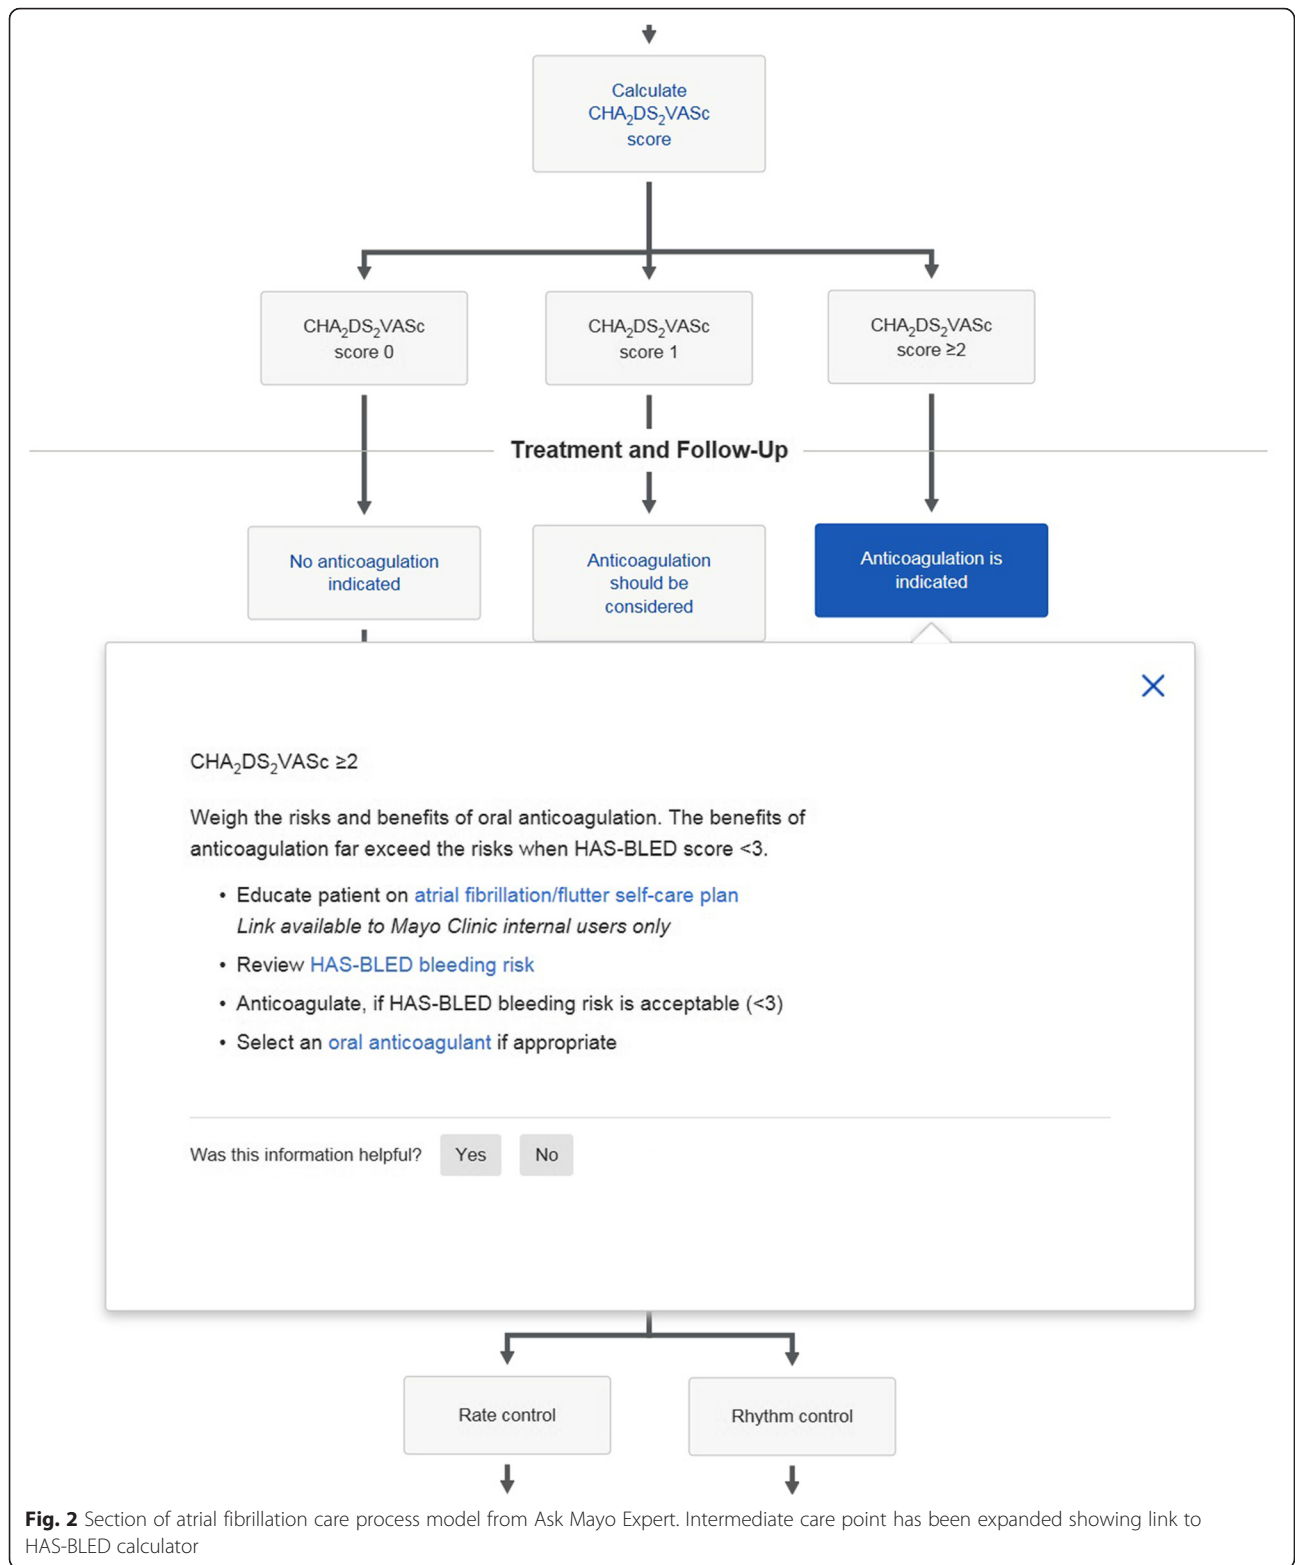 Calculate
CHA₂DS₂VASc
score
CHA₂DS₂VASc
score 0
CHA₂DS₂VASc
score 1
CHA₂DS₂VASc
score ≥2
Treatment and Follow-Up
No anticoagulation
indicated
Anticoagulation
should be
considered
Anticoagulation is
indicated
CHA₂DS₂VASc ≥2
Weigh the risks and benefits of oral anticoagulation. The benefits of
anticoagulation far exceed the risks when HAS-BLED score <3.
• Educate patient on atrial fibrillation/flutter self-care plan
Link available to Mayo Clinic internal users only
• Review HAS-BLED bleeding risk
• Anticoagulate, if HAS-BLED bleeding risk is acceptable (<3)
• Select an oral anticoagulant if appropriate
Was this information helpful? Yes No
Rate control
Rhythm control
Fig. 2 Section of atrial fibrillation care process model from Ask Mayo Expert. Intermediate care point has been expanded showing link to
HAS-BLED calculator